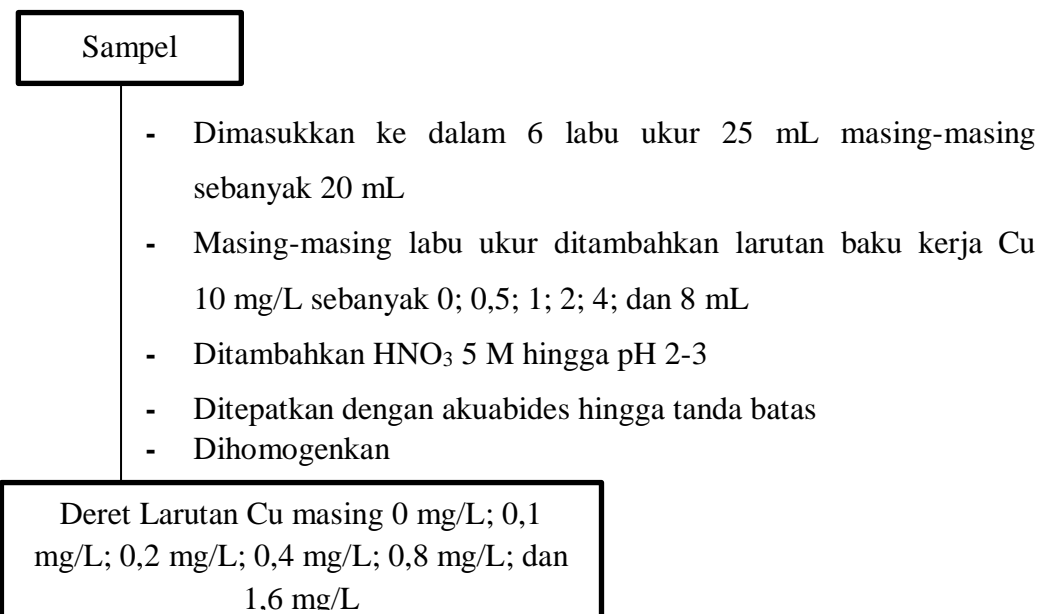 Sampel
- Dimasukkan ke dalam 6 labu ukur 25 mL masing-masing
sebanyak 20 mL
- Masing-masing labu ukur ditambahkan larutan baku kerja Cu
10 mg/L sebanyak 0; 0,5; 1; 2; 4; dan 8 mL
- Ditambahkan HNO₃ 5 M hingga pH 2-3
- Ditepatkan dengan akuabides hingga tanda batas
- Dihomogenkan
Deret Larutan Cu masing 0 mg/L; 0,1
mg/L; 0,2 mg/L; 0,4 mg/L; 0,8 mg/L; dan
1,6 mg/L